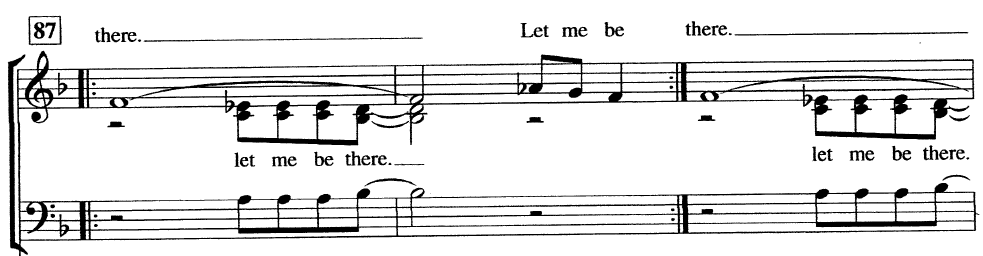 87
there. Let me be there.
let me be there. let me be there.